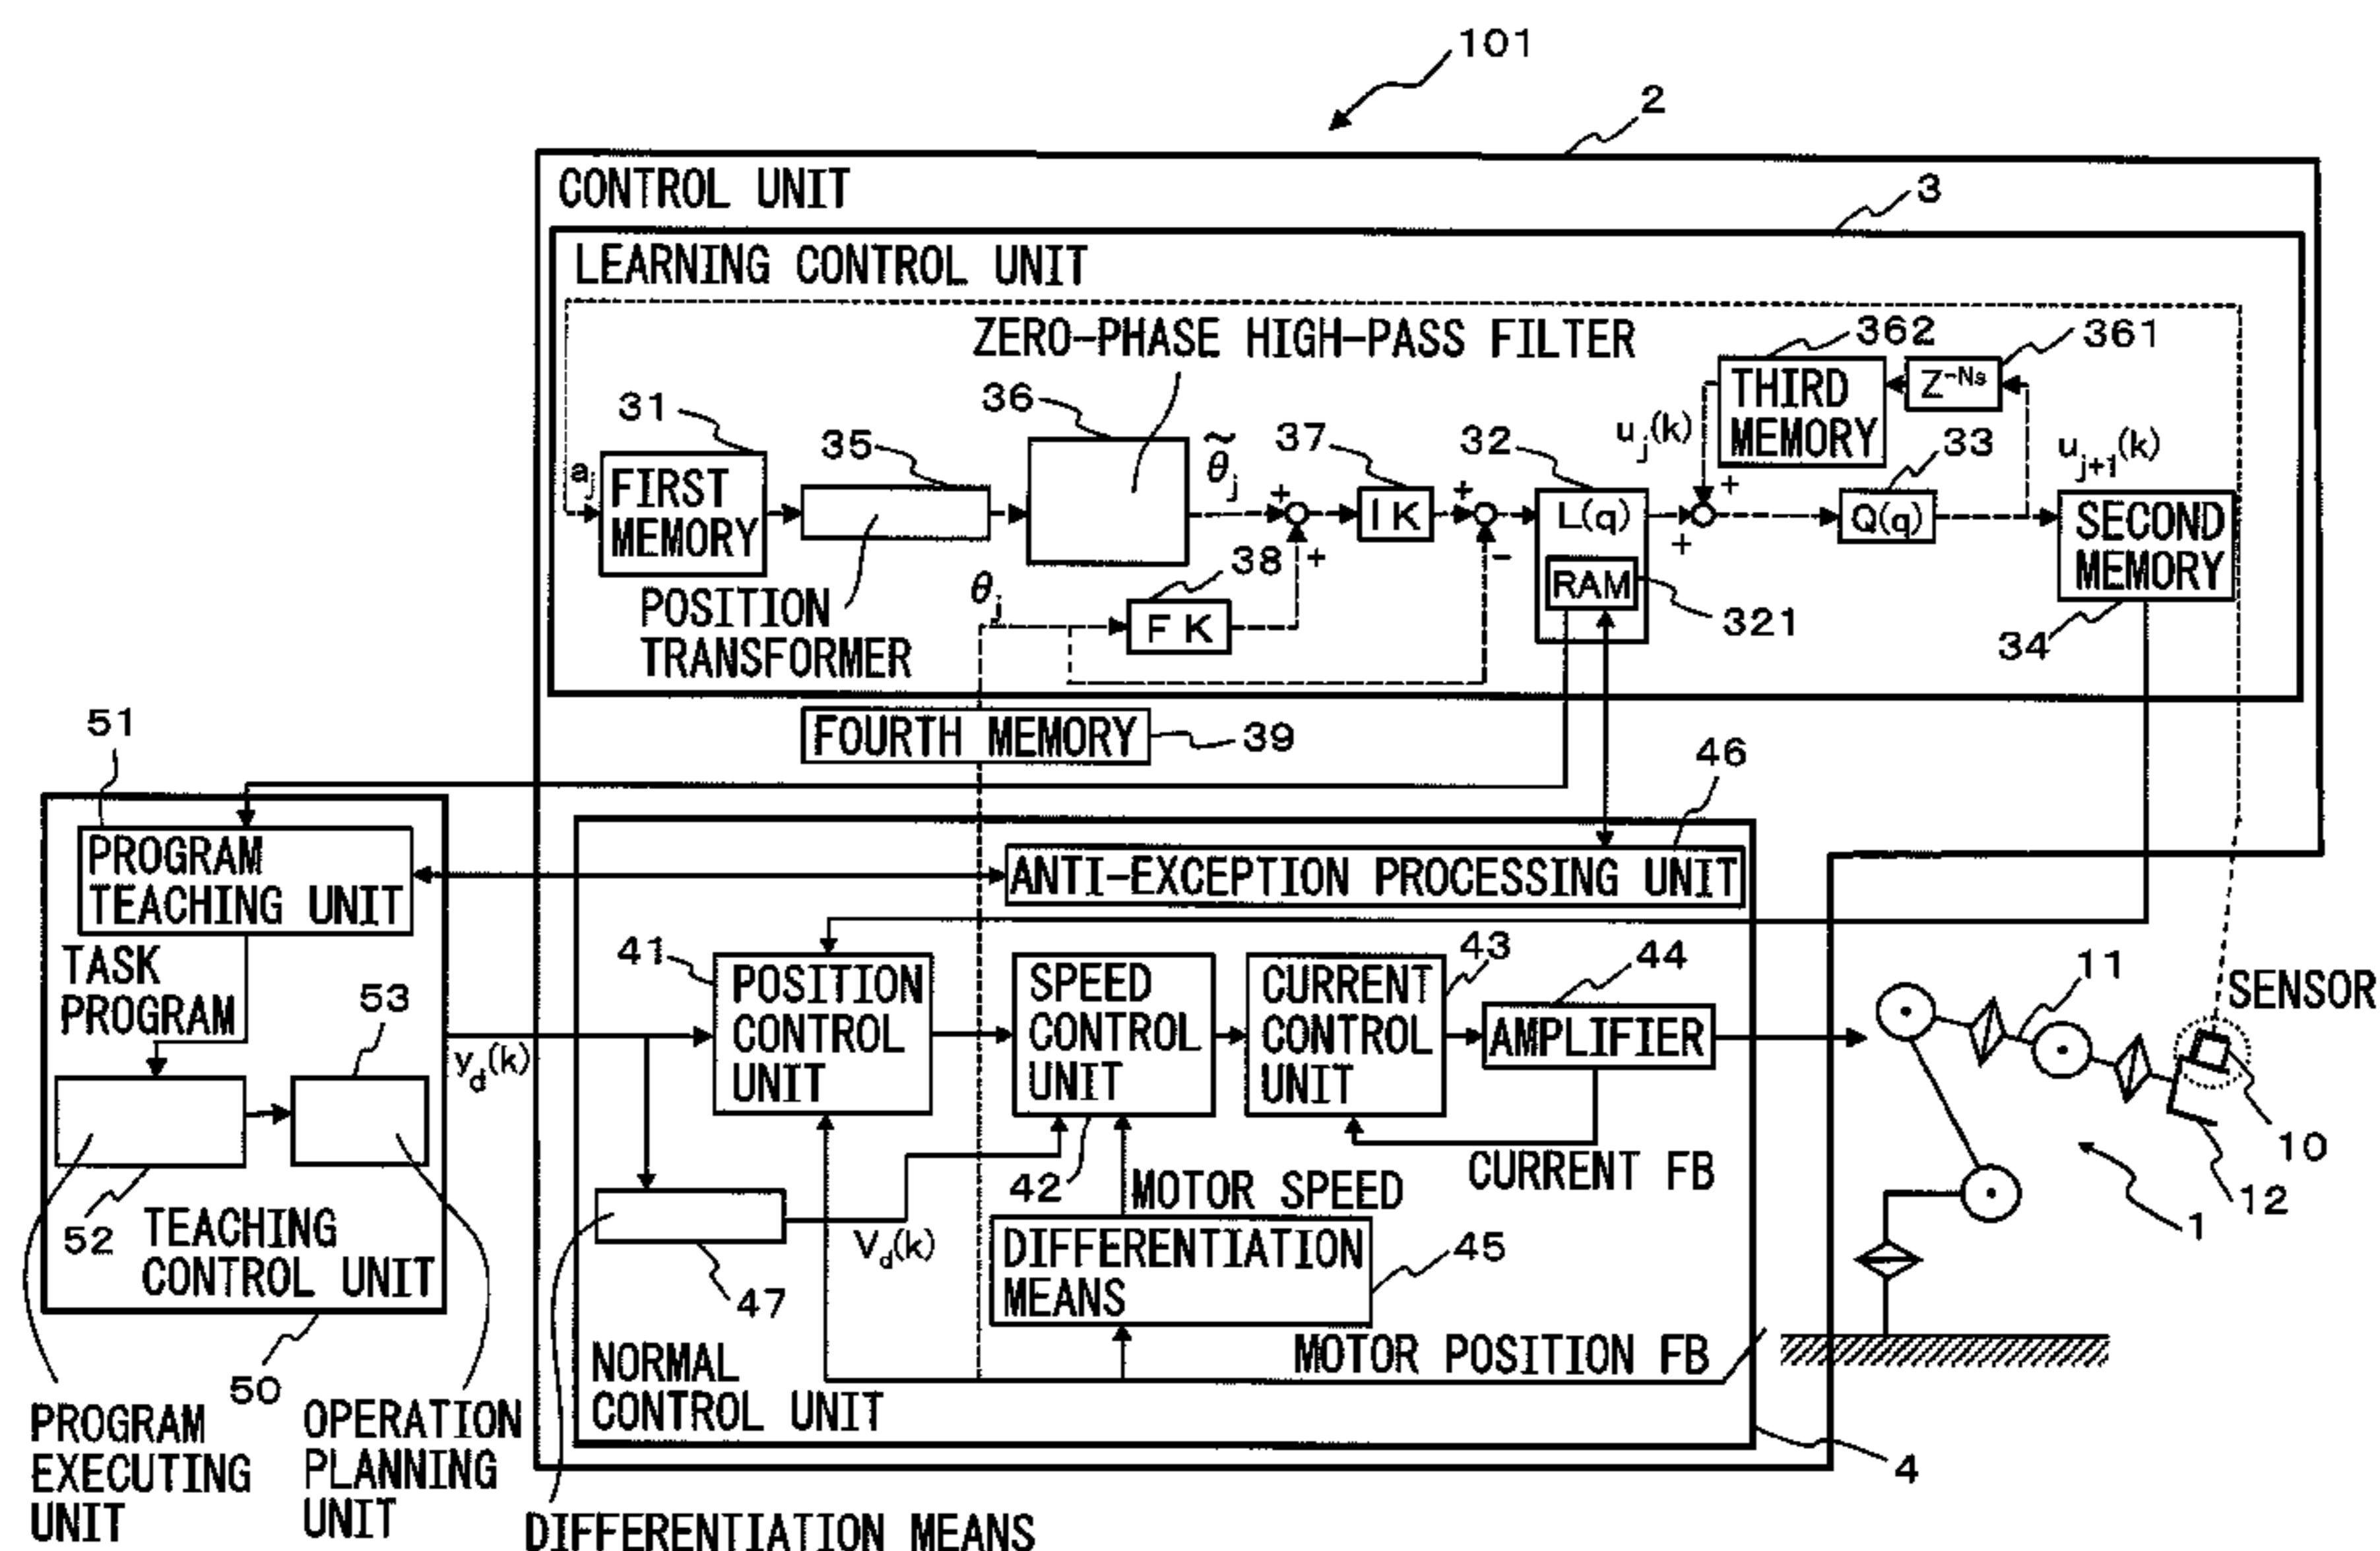 101
2
CONTROL UNIT
3
LEARNING CONTROL UNIT
ZERO-PHASE HIGH-PASS FILTER
362
361
31
35
36
37
32
33
a_j
FIRST
MEMORY
θ̃_j
+
+
IK
+
-
L(q)
RAM
321
u_j(k)
THIRD
MEMORY
Z^-Ns
+
+
Q(q)
u_j+1(k)
SECOND
MEMORY
34
POSITION
TRANSFORMER
θ_j
38
FK
FOURTH MEMORY
39
51
46
PROGRAM
TEACHING UNIT
ANTI-EXCEPTION PROCESSING UNIT
TASK
PROGRAM
53
y_d(k)
41
POSITION
CONTROL
UNIT
SPEED
CONTROL
UNIT
42
CURRENT
CONTROL
UNIT
43
44
AMPLIFIER
11
SENSOR
10
12
1
CURRENT FB
MOTOR SPEED
52
TEACHING
CONTROL UNIT
50
47
V_d(k)
DIFFERENTIATION
MEANS
45
MOTOR POSITION FB
NORMAL
CONTROL UNIT
4
PROGRAM
EXECUTING
UNIT
OPERATION
PLANNING
UNIT
DIFFERENTIATION MEANS